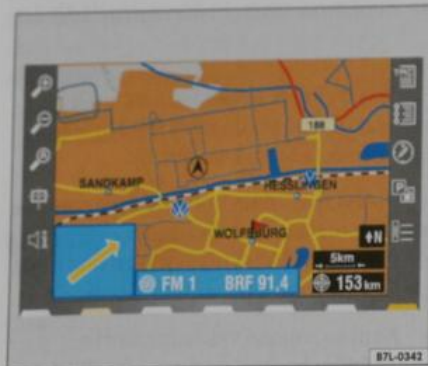 188
SANDKAMP
HESSLINGEN
WOLFSBURG
N
5km
FM 1 BRF 91,4
153 km
B7L-0342